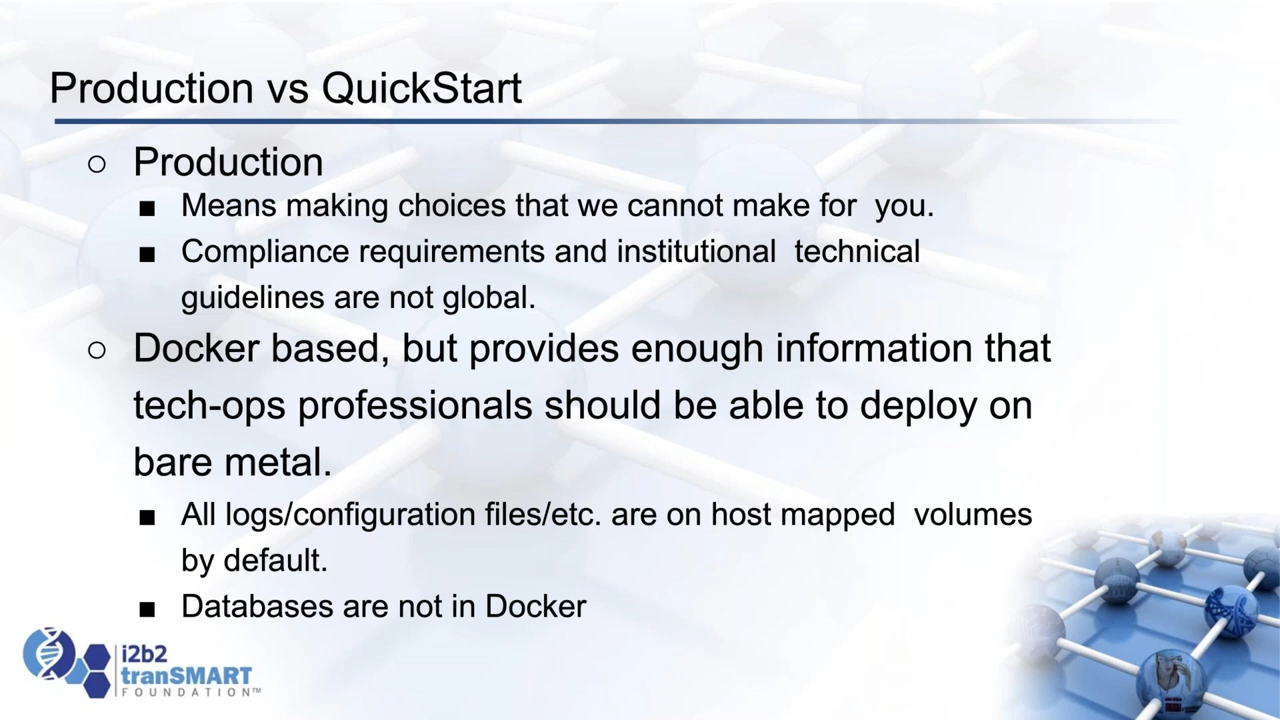 Production vs QuickStart
○ Production
■ Means making choices that we cannot make for you.
■ Compliance requirements and institutional technical
guidelines are not global.
○ Docker based, but provides enough information that
tech-ops professionals should be able to deploy on
bare metal.
■ All logs/configuration files/etc. are on host mapped volumes
by default.
■ Databases are not in Docker
i2b2
tranSMART
FOUNDATION™